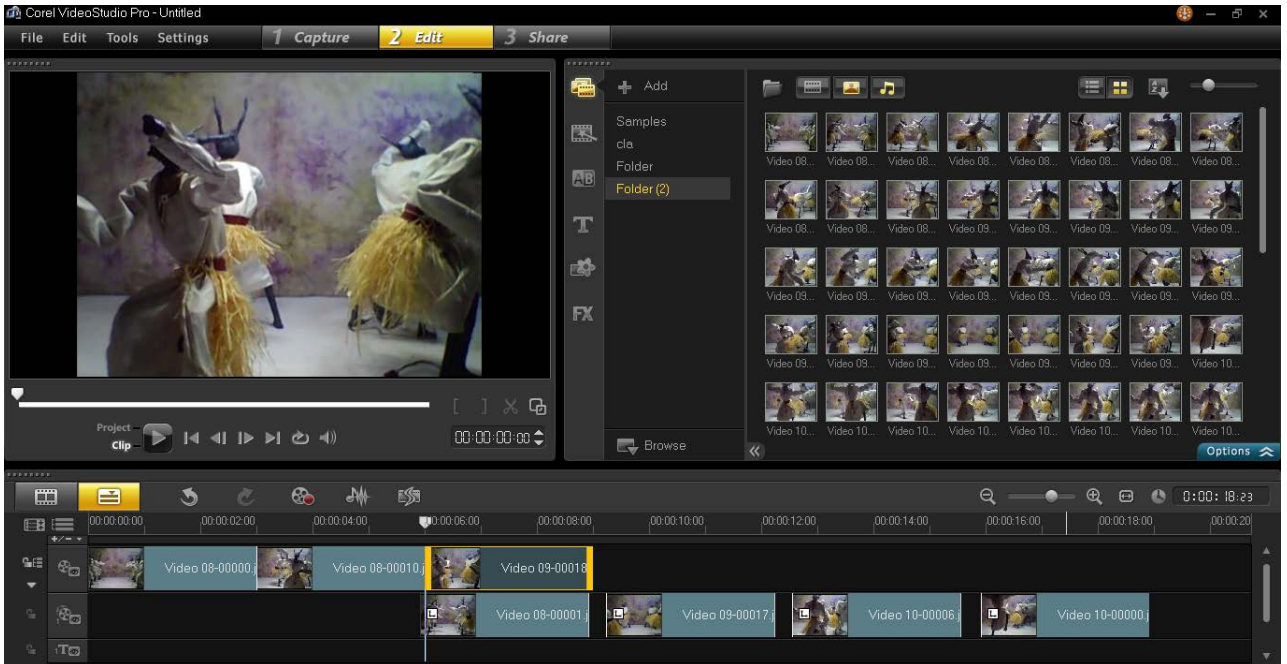 Corel VideoStudio Pro - Untitled
File Edit Tools Settings 1 Capture 2 Edit 3 Share
Add
Samples
cla
Folder
Folder (2)
Browse
AB
T
FX
Video 08... Video 08... Video 08... Video 08... Video 08... Video 08... Video 08... Video 08...
Video 08... Video 08... Video 08... Video 09... Video 09... Video 09... Video 09... Video 09...
Video 09... Video 09... Video 09... Video 09... Video 09... Video 09... Video 09... Video 09...
Video 09... Video 09... Video 09... Video 09... Video 09... Video 09... Video 09... Video 10...
Video 10... Video 10... Video 10... Video 10... Video 10... Video 10... Video 10... Video 10...
Options
Project
Clip
[ ]
00:00:00:00
0:00:18:23
00:00:00:00 00:00:02:00 00:00:04:00 00:00:06:00 00:00:08:00 00:00:10:00 00:00:12:00 00:00:14:00 00:00:16:00 00:00:18:00 00:00:20
Video 08-00000.j Video 08-00010.j Video 09-00018
Video 08-00001.j Video 09-00017.j Video 10-00006.j Video 10-00000.j
1T